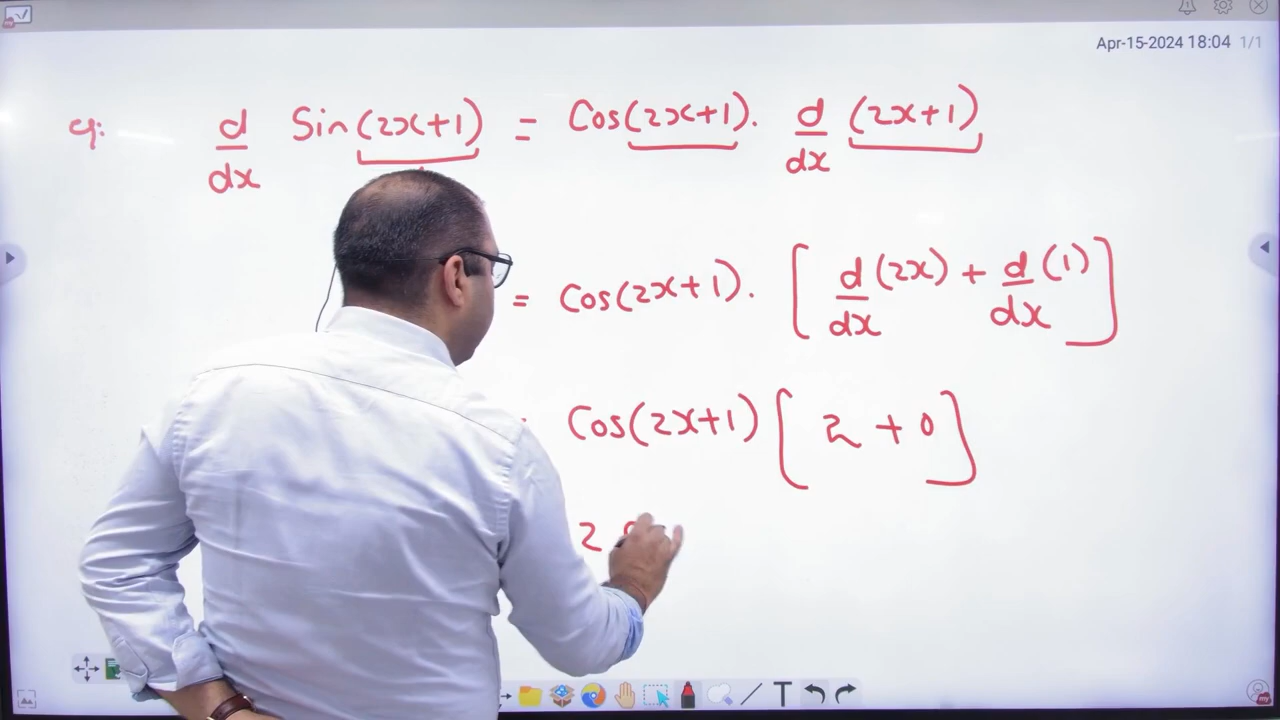 Apr-15-2024 18:04 1/1
eg: d/dx Sin(2x+1) = Cos(2x+1). d/dx (2x+1)
= Cos(2x+1). [d/dx (2x) + d/dx (1)]
Cos(2x+1) [2 + 0]
2
T